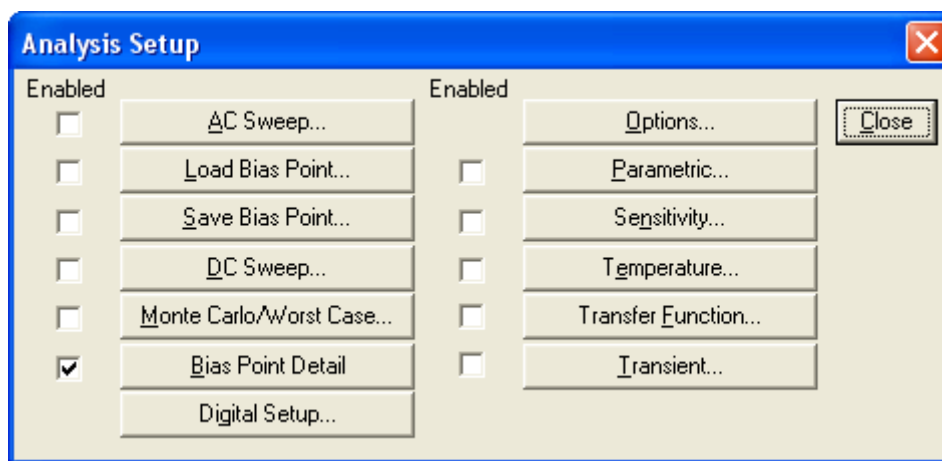 Analysis Setup
Enabled
AC Sweep...
Load Bias Point...
Save Bias Point...
DC Sweep...
Monte Carlo/Worst Case...
Bias Point Detail
Digital Setup...
Enabled
Options...
Parametric...
Sensitivity...
Temperature...
Transfer Function...
Transient...
Close